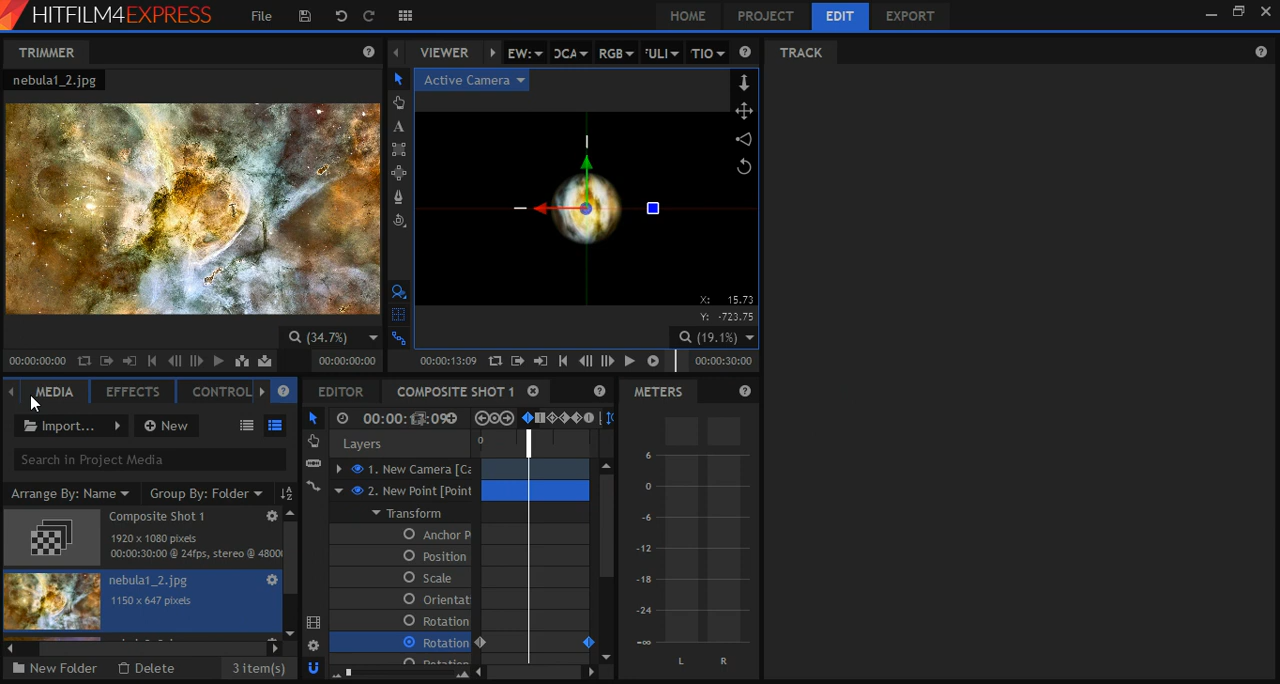 HITFILM4EXPRESS
File
HOME
PROJECT
EDIT
EXPORT
TRIMMER
nebula1_2.jpg
(34.7%)
00:00:00:00
00:00:00:00
VIEWER
EW:
OCA
RGB
FULI
TIO
Active Camera
X: 15.73
Y: -723.75
(19.1%)
00:00:13:09
00:00:30:00
TRACK
MEDIA
EFFECTS
CONTROL
Import...
New
Search in Project Media
Arrange By: Name
Group By: Folder
Composite Shot 1
1920 x 1080 pixels
00:00:30:00 @ 24fps, stereo @ 4800
nebula1_2.jpg
1150 x 647 pixels
New Folder
Delete
3 item(s)
EDITOR
COMPOSITE SHOT 1
Layers
0
1. New Camera [Ca
2. New Point [Point
Transform
Anchor P
Position
Scale
Orientat
Rotation
Rotation
METERS
6
0
-6
-12
-18
-24
-∞
L
R